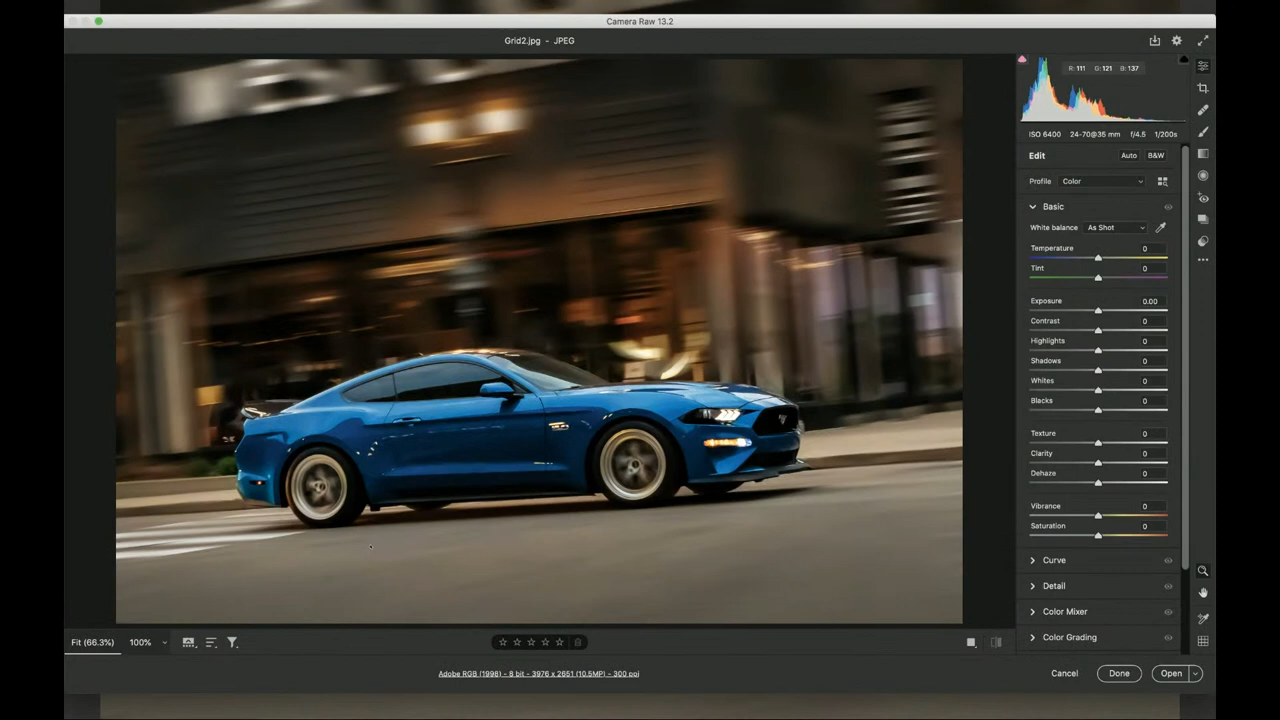 Camera Raw 13.2
Grid2.jpg - JPEG
R: 111 G: 121 B: 137
ISO 6400 24-70@35 mm f/4.5 1/200s
Edit Auto B&W
Profile Color
Basic
White balance As Shot
Temperature 0
Tint 0
Exposure 0.00
Contrast 0
Highlights 0
Shadows 0
Whites 0
Blacks 0
Texture 0
Clarity 0
Dehaze 0
Vibrance 0
Saturation 0
Curve
Detail
Color Mixer
Color Grading
Fit (66.3%) 100%
Adobe RGB (1998) - 8 bit - 3976 x 2651 (10.5MP) - 300 ppi
Cancel Done Open